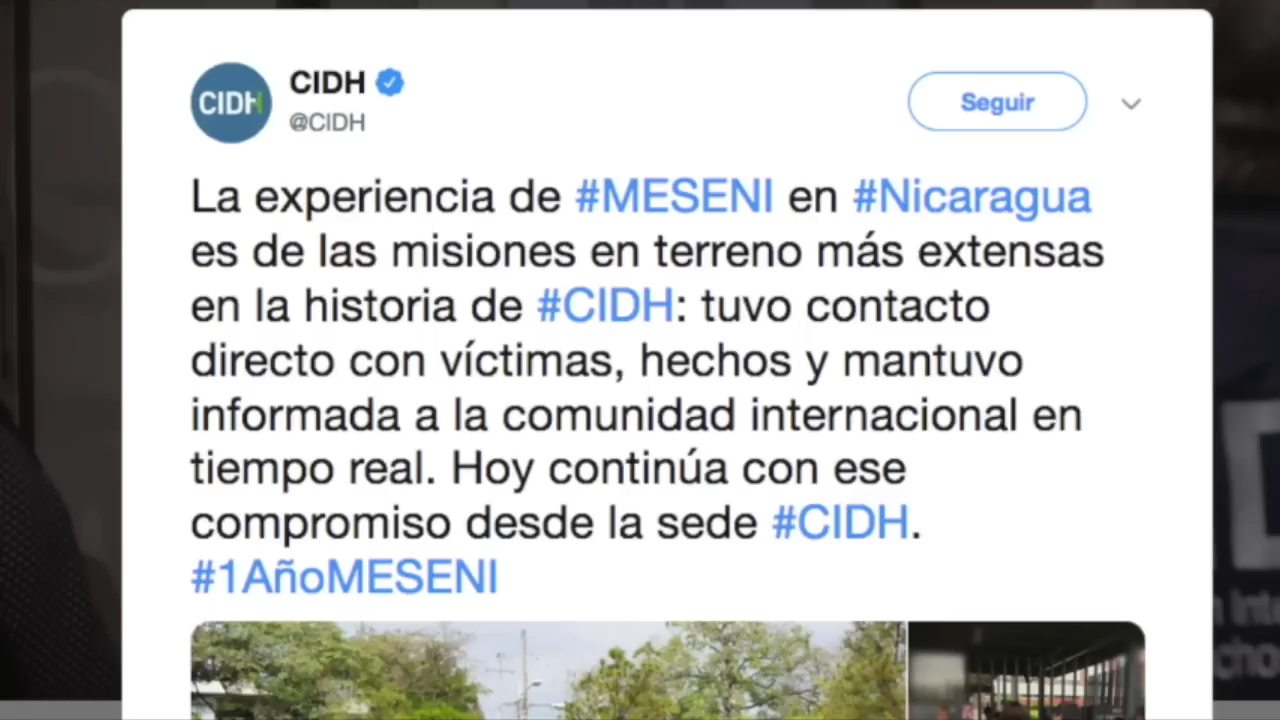 CIDH
CIDH
@CIDH
Seguir
La experiencia de #MESENI en #Nicaragua
es de las misiones en terreno más extensas
en la historia de #CIDH: tuvo contacto
directo con víctimas, hechos y mantuvo
informada a la comunidad internacional en
tiempo real. Hoy continúa con ese
compromiso desde la sede #CIDH.
#1AñoMESENI